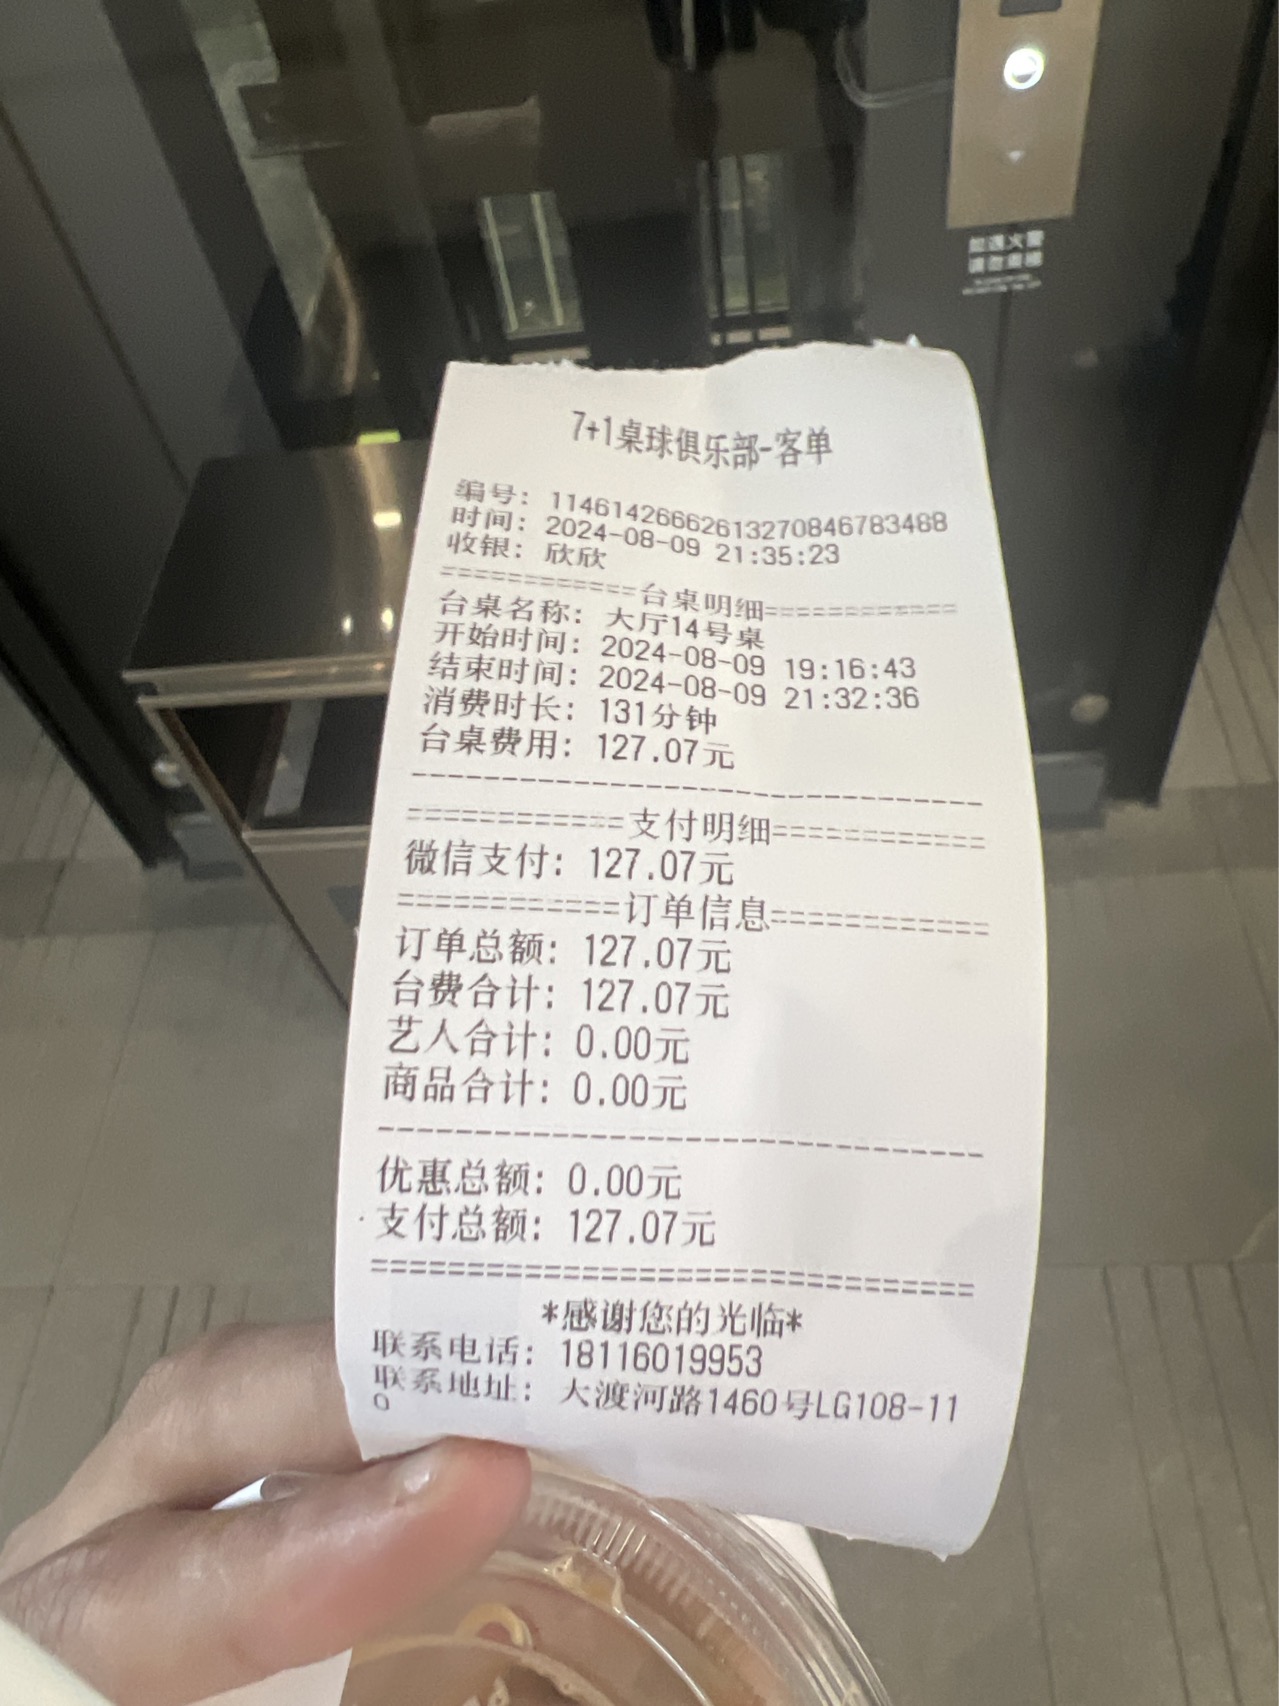 如遇火警
请勿乘梯
7+1桌球俱乐部-客单
编号: 1146142666261327084678348​8
时间: 2024-08-09 21:35:23
收银: 欣欣
============台桌明细============
台桌名称: 大厅14号桌
开始时间: 2024-08-09 19:16:43
结束时间: 2024-08-09 21:32:36
消费时长: 131分钟
台桌费用: 127.07元
--------------------------------
============支付明细============
微信支付: 127.07元
============订单信息============
订单总额: 127.07元
台费合计: 127.07元
艺人合计: 0.00元
商品合计: 0.00元
--------------------------------
优惠总额: 0.00元
支付总额: 127.07元
================================
*感谢您的光临*
联系电话: 18116019953
联系地址: 大渡河路1460号LG108-11
0